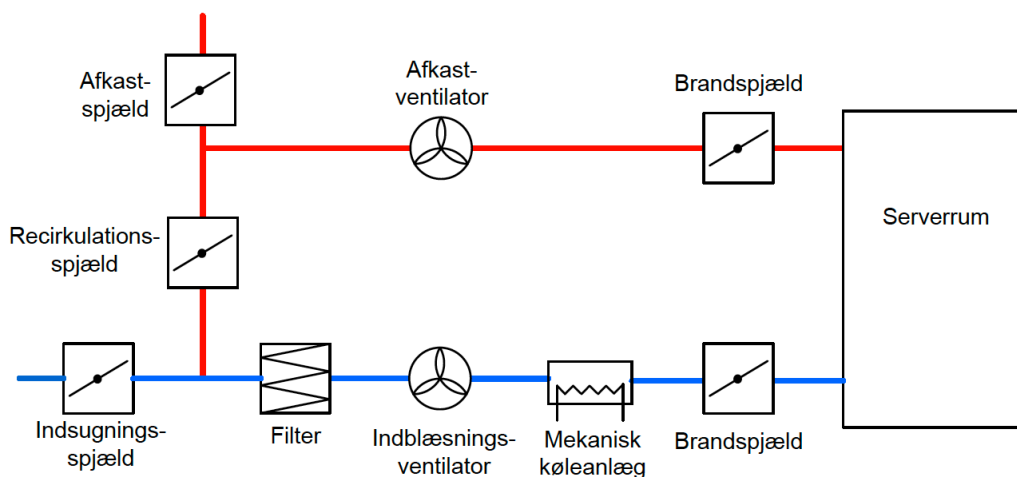 Afkast-
spjæld
Afkast-
ventilator
Brandspjæld
Serverrum
Recirkulations-
spjæld
Indsugnings-
spjæld
Filter
Indblæsnings-
ventilator
Mekanisk
køleanlæg
Brandspjæld